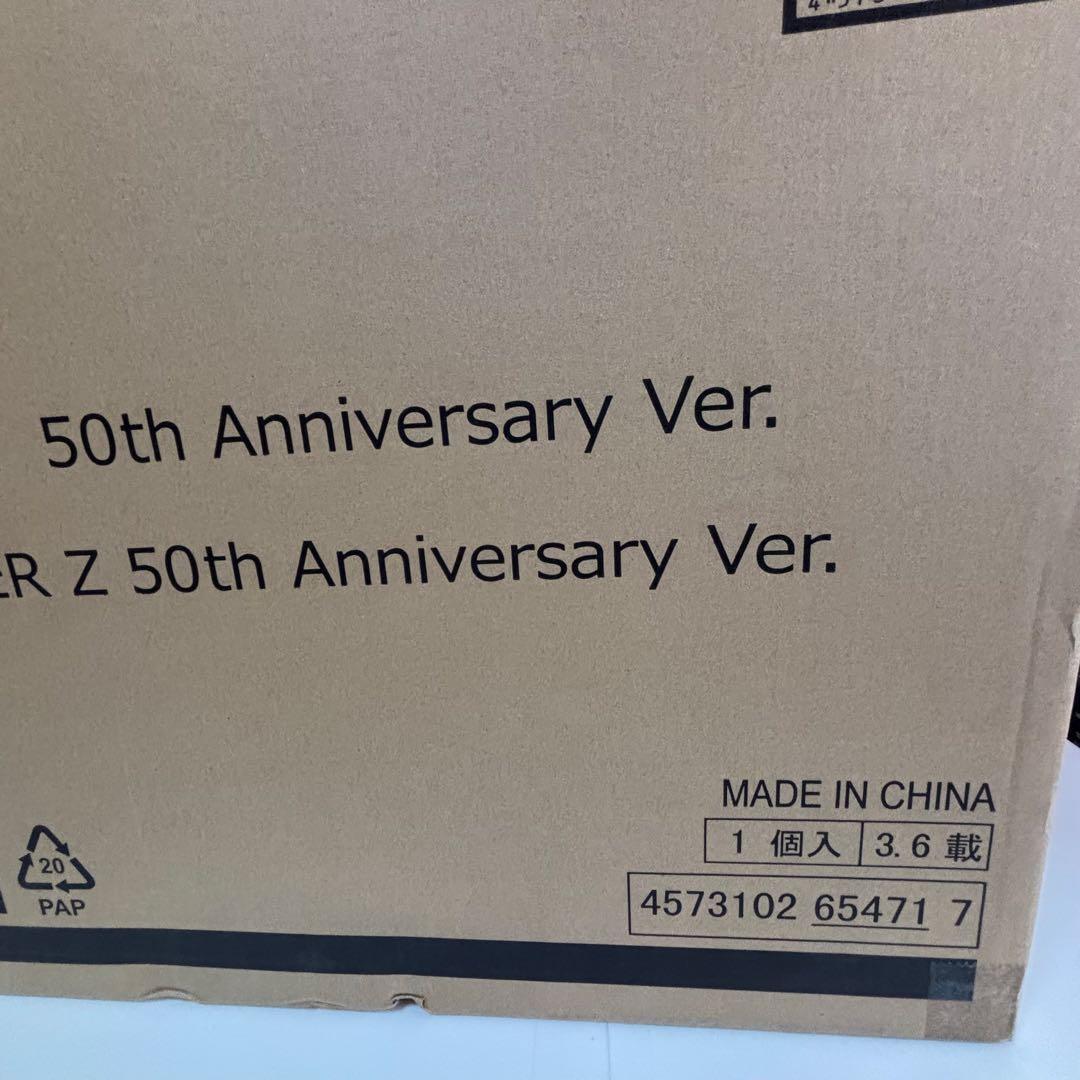 50th Anniversary Ver.
ER Z 50th Anniversary Ver.
MADE IN CHINA
1 個入 3.6 載
4573102 65471 7
20
PAP